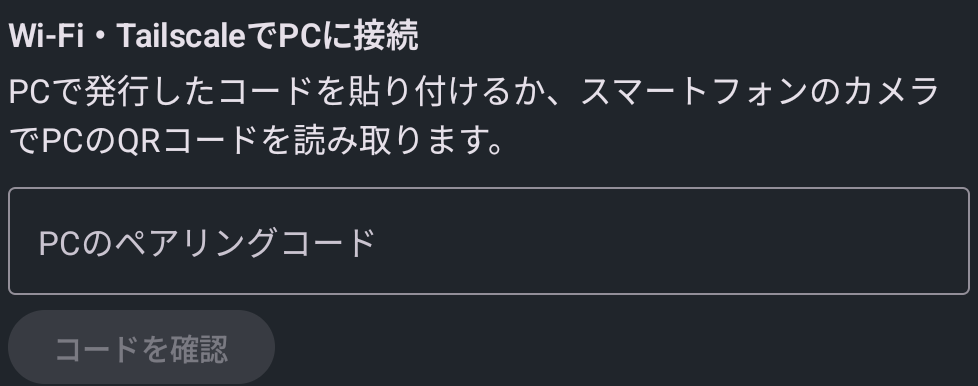 Wi-Fi・TailscaleでPCに接続
PCで発行したコードを貼り付けるか、スマートフォンのカメラ
でPCのQRコードを読み取ります。
PCのペアリングコード
コードを確認